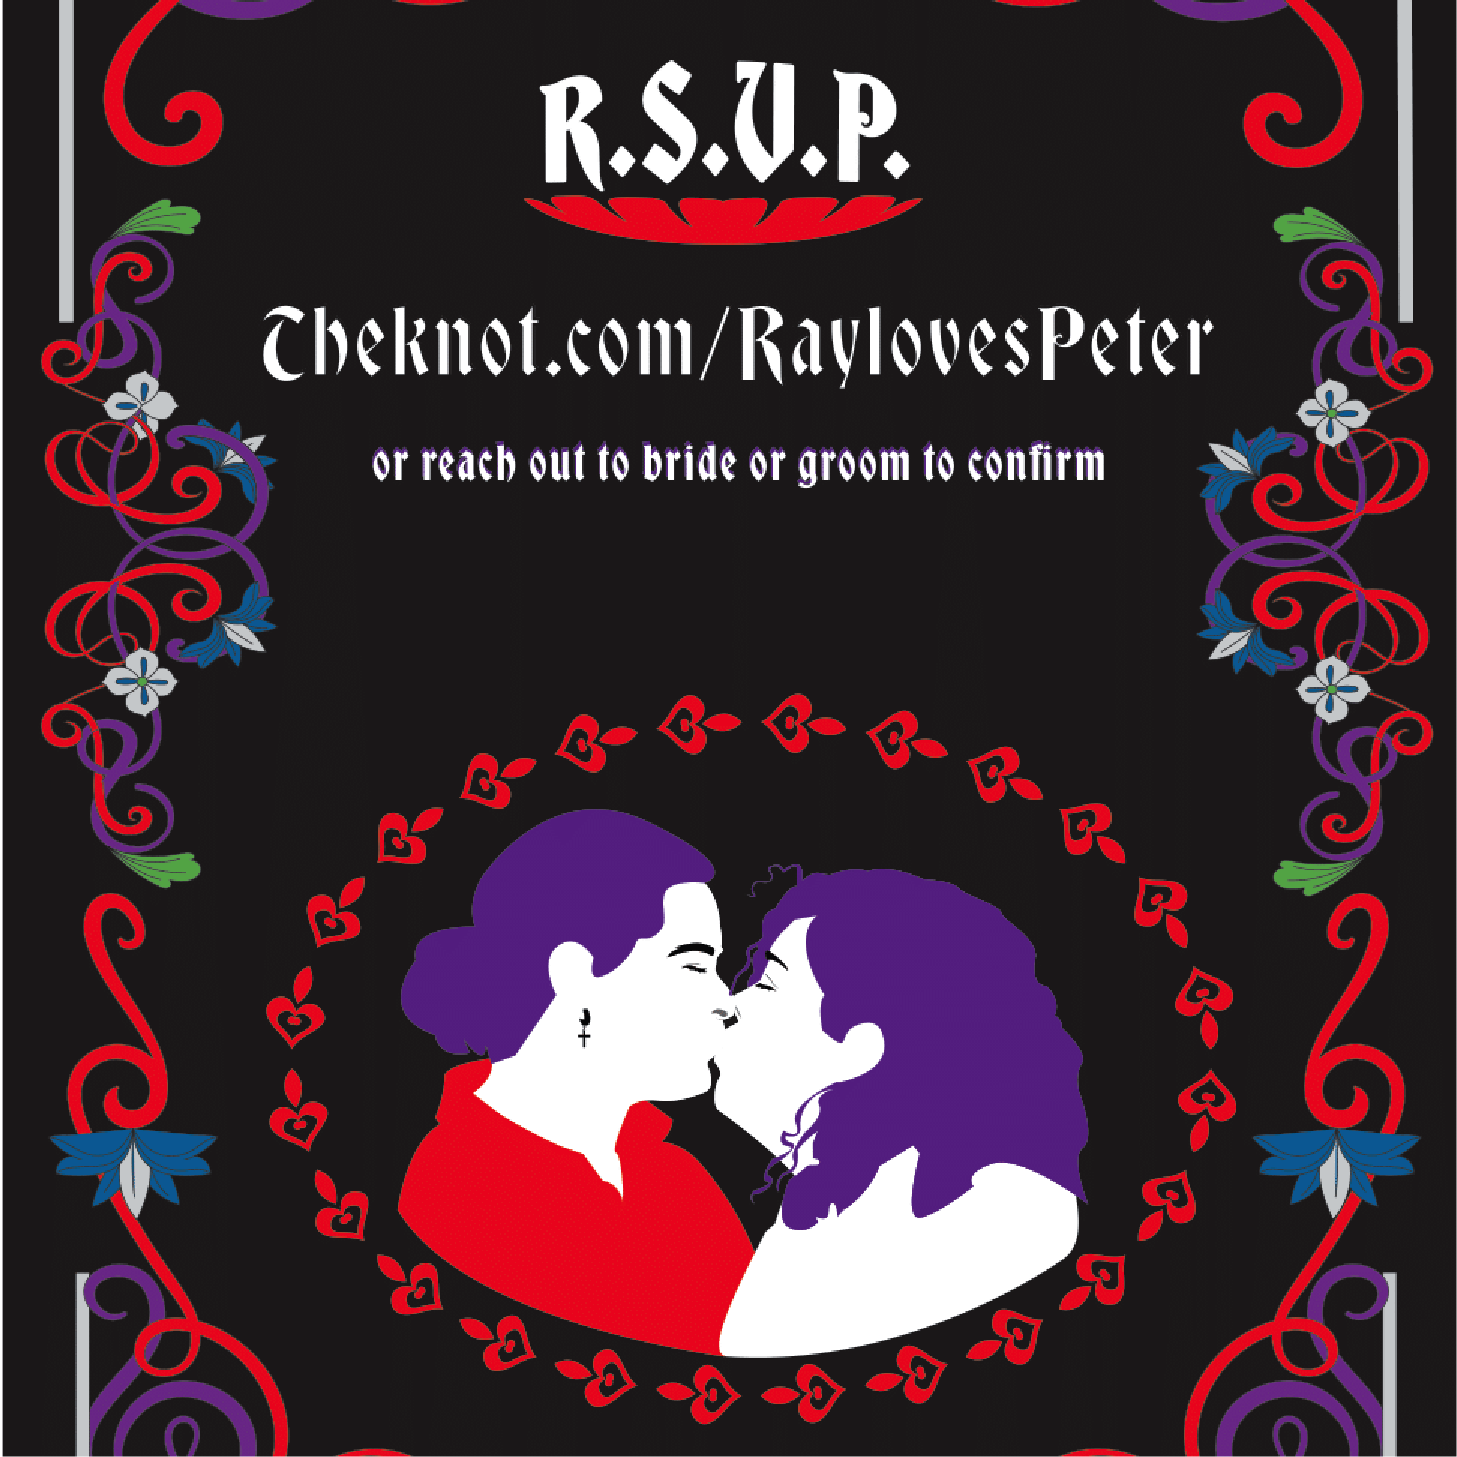 R.S.V.P.
Theknot.com/RaylovesPeter
or reach out to bride or groom to confirm